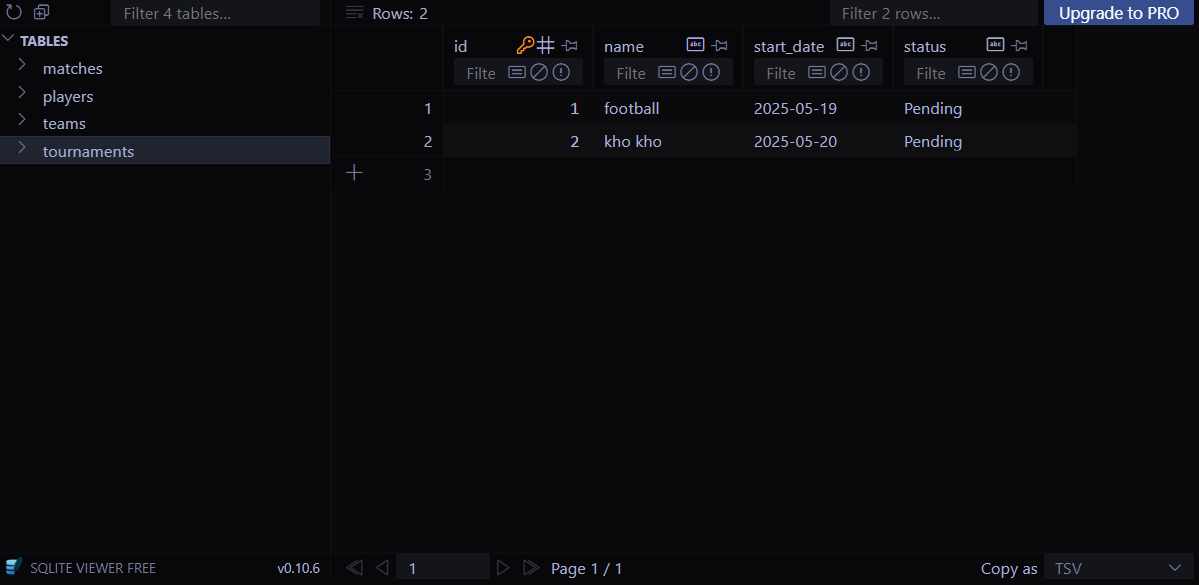 Filter 4 tables...
Rows: 2
Filter 2 rows...
Upgrade to PRO
TABLES
matches
players
teams
tournaments
id name start_date status
Filte Filte Filte Filte
1 1 football 2025-05-19 Pending
2 2 kho kho 2025-05-20 Pending
3
SQLITE VIEWER FREE v0.10.6
1 Page 1 / 1
Copy as TSV